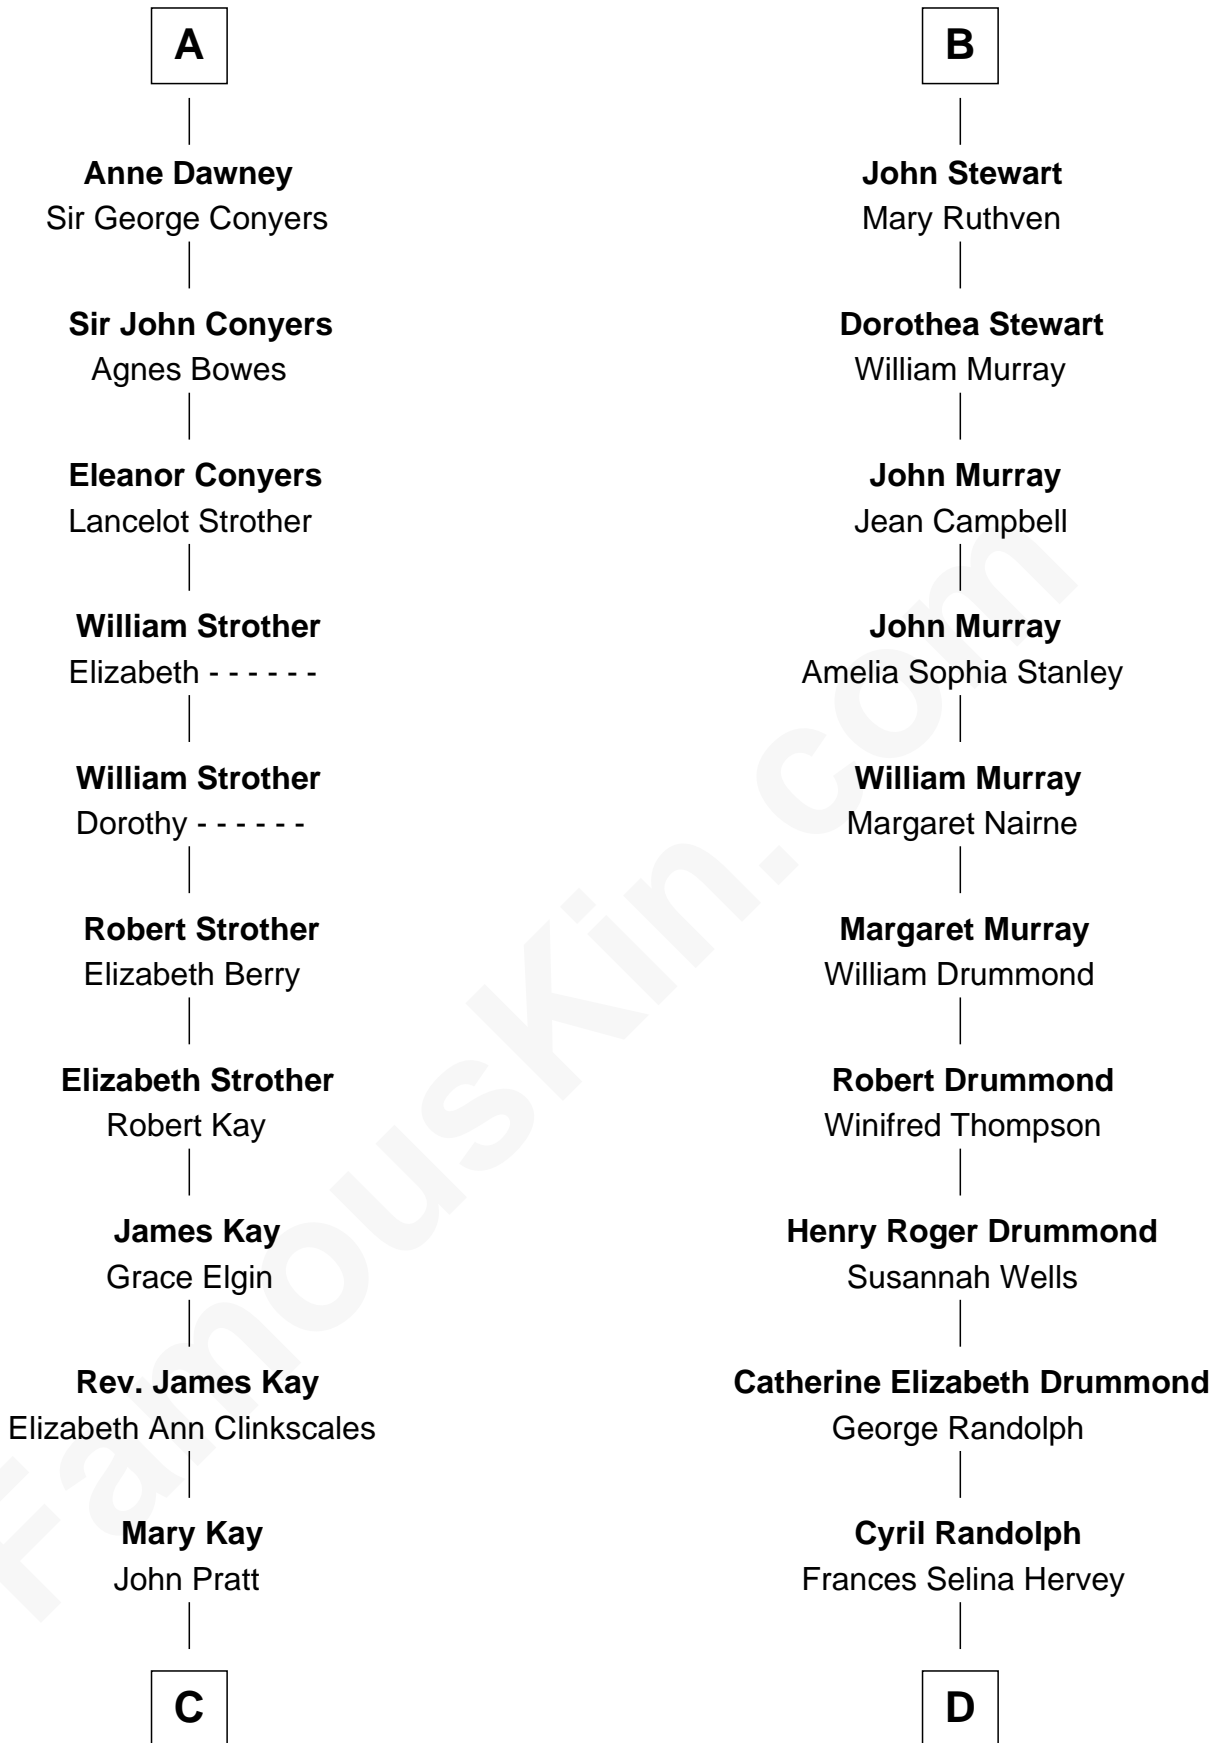 A
Anne Dawney
Sir George Conyers
Sir John Conyers
Agnes Bowes
Eleanor Conyers
Lancelot Strother
William Strother
Elizabeth - - - - - -
William Strother
Dorothy - - - - - -
Robert Strother
Elizabeth Berry
Elizabeth Strother
Robert Kay
James Kay
Grace Elgin
Rev. James Kay
Elizabeth Ann Clinkscales
Mary Kay
John Pratt
C
B
John Stewart
Mary Ruthven
Dorothea Stewart
William Murray
John Murray
Jean Campbell
John Murray
Amelia Sophia Stanley
William Murray
Margaret Nairne
Margaret Murray
William Drummond
Robert Drummond
Winifred Thompson
Henry Roger Drummond
Susannah Wells
Catherine Elizabeth Drummond
George Randolph
Cyril Randolph
Frances Selina Hervey
D
FamousKin.com